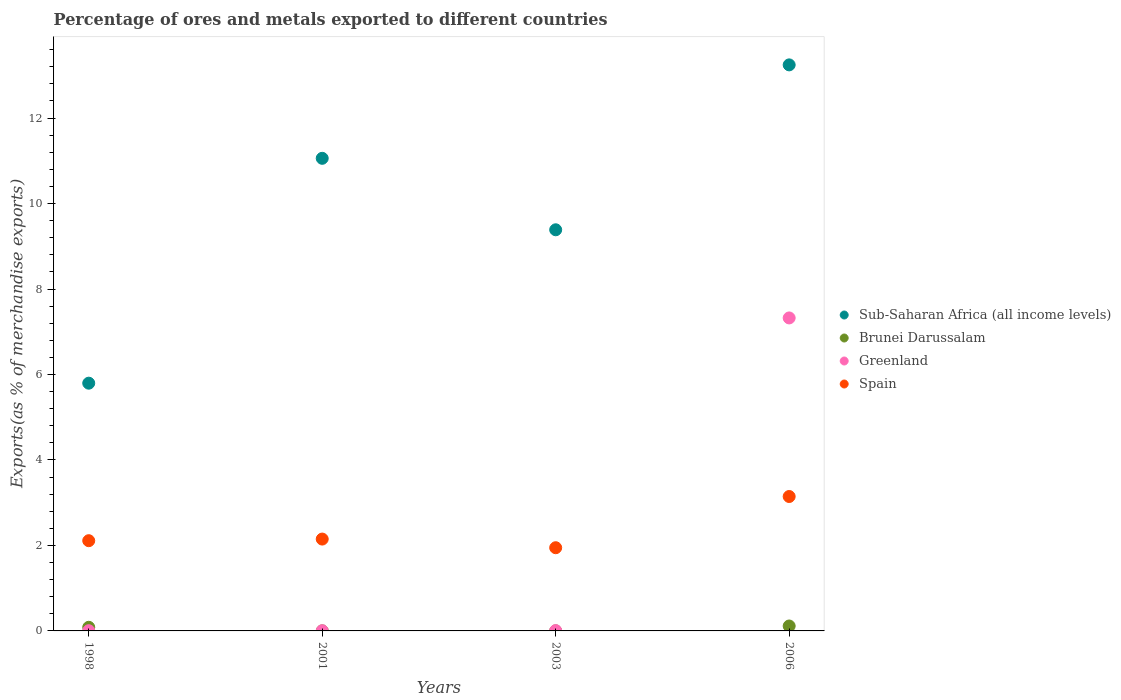 Percentage of ores and metals exported to different countries
Exports(as % of merchandise exports)
12
10
8
6
4
2
0
1998
2001
2003
2006
Years
Sub-Saharan Africa (all income levels)
Brunei Darussalam
Greenland
Spain